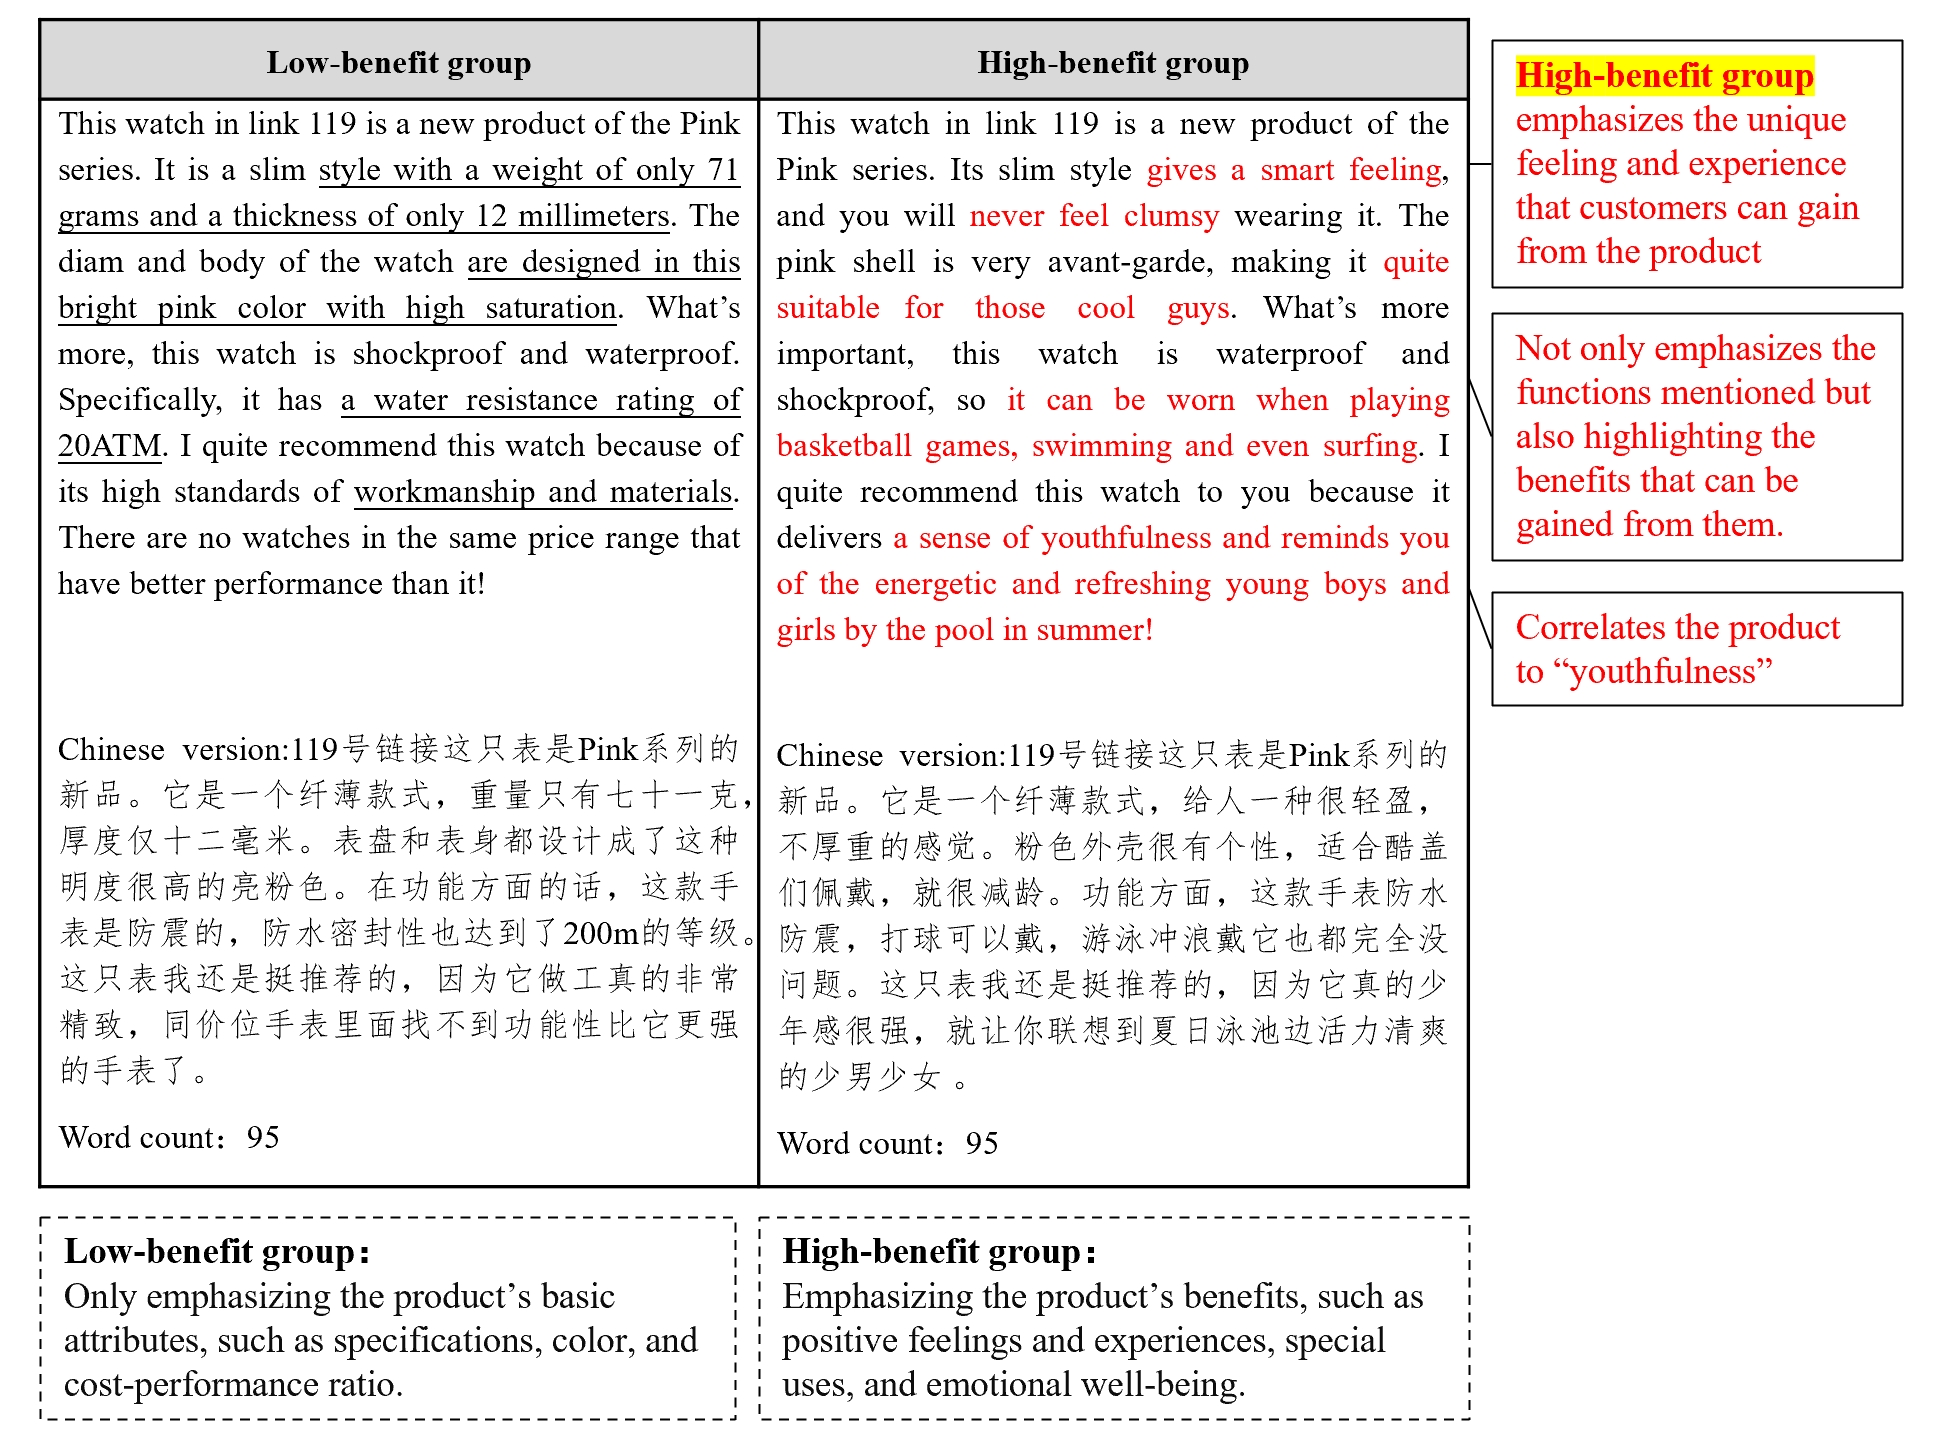 Low-benefit group
This watch in link 119 is a new product of the Pink
series. It is a slim style with a weight of only 71
grams and a thickness of only 12 millimeters. The
diam and body of the watch are designed in this
bright pink color with high saturation. What's
more, this watch is shockproof and waterproof.
Specifically, it has a water resistance rating of
20ATM. I quite recommend this watch because of
its high standards of workmanship and materials.
There are no watches in the same price range that
have better performance than it!
Chinese version:119号链接这只表是Pink系列的
新品。它是一个纤薄款式，重量只有七十一克，
厚度仅十二毫米。表盘和表身都设计成了这种
明度很高的亮粉色。在功能方面的话，这款手
表是防震的，防水密封性也达到了200m的等级。
这只表我还是挺推荐的，因为它做工真的非常
精致，同价位手表里面找不到功能性比它更强
的手表了。
Word count：95
High-benefit group
This watch in link 119 is a new product of the
Pink series. Its slim style gives a smart feeling,
and you will never feel clumsy wearing it. The
pink shell is very avant-garde, making it quite
suitable for those cool guys. What's more
important, this watch is waterproof and
shockproof, so it can be worn when playing
basketball games, swimming and even surfing. I
quite recommend this watch to you because it
delivers a sense of youthfulness and reminds you
of the energetic and refreshing young boys and
girls by the pool in summer!
Chinese version:119号链接这只表是Pink系列的
新品。它是一个纤薄款式，给人一种很轻盈，
不厚重的感觉。粉色外壳很有个性，适合酷盖
们佩戴，就很减龄。功能方面，这款手表防水
防震，打球可以戴，游泳冲浪戴它也都完全没
问题。这只表我还是挺推荐的，因为它真的少
年感很强，就让你联想到夏日泳池边活力清爽
的少男少女 。
Word count：95
High-benefit group
emphasizes the unique
feeling and experience
that customers can gain
from the product
Not only emphasizes the
functions mentioned but
also highlighting the
benefits that can be
gained from them.
Correlates the product
to “youthfulness”
Low-benefit group：
Only emphasizing the product's basic
attributes, such as specifications, color, and
cost-performance ratio.
High-benefit group：
Emphasizing the product's benefits, such as
positive feelings and experiences, special
uses, and emotional well-being.